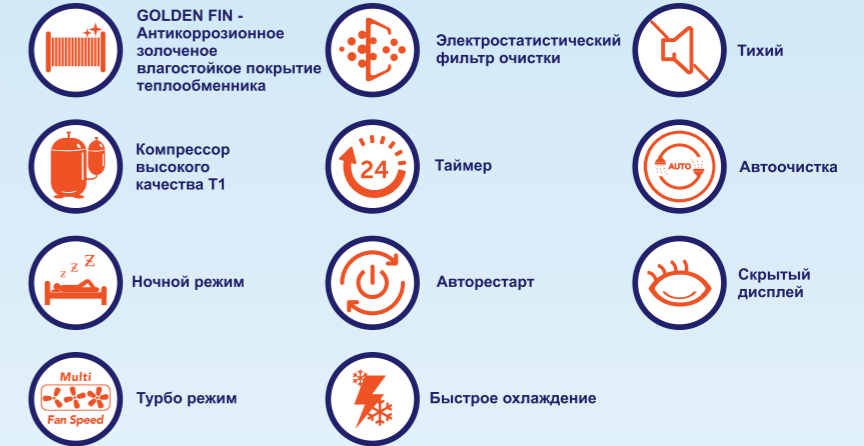 GOLDEN FIN -
Антикоррозионное
золоченое
влагостойкое покрытие
теплообменника
Электростатистический
фильтр очистки
Тихий
Компрессор
высокого
качества T1
24
Таймер
AUTO
Автоочистка
z z Z
Ночной режим
Авторестарт
Скрытый
дисплей
Multi
Fan Speed
Турбо режим
Быстрое охлаждение